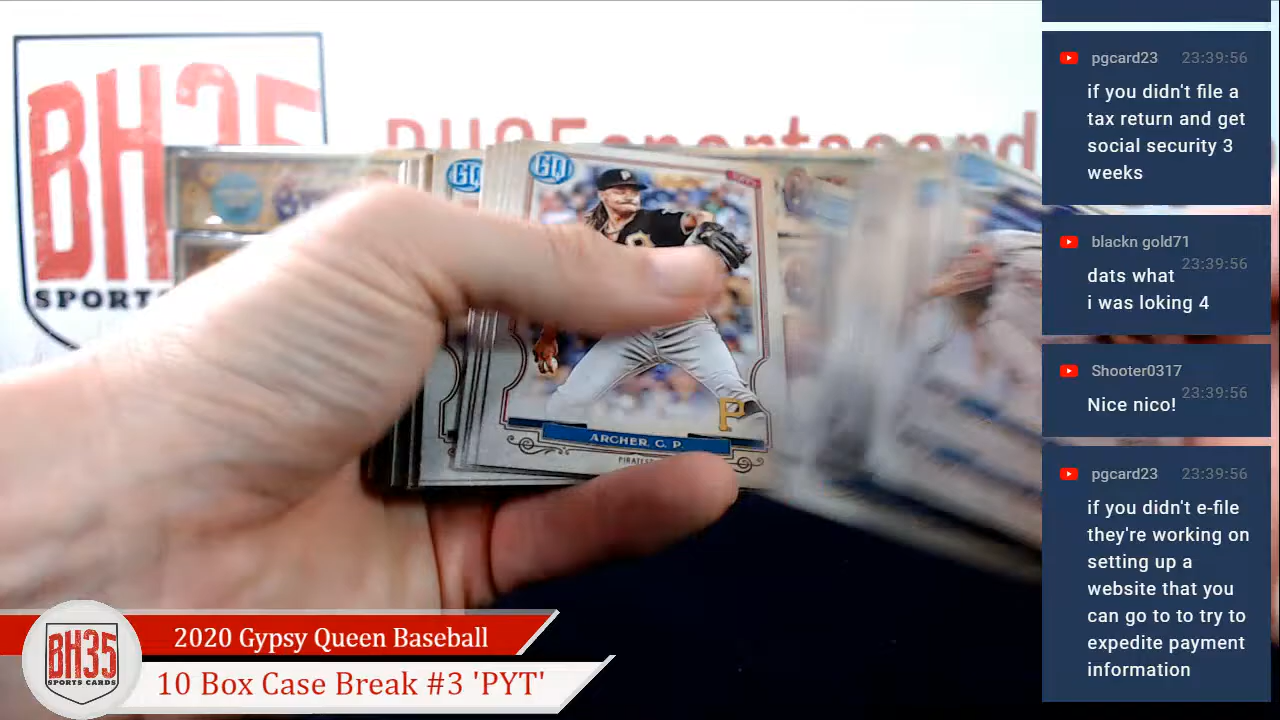 BH35
SPORTS
BH35sportscard
GQ
GQ
ARCHER, C. P.
PIRATES
P
pgcard23 23:39:56
if you didn't file a
tax return and get
social security 3
weeks
blackn gold71
23:39:56
dats what
i was loking 4
Shooter0317
23:39:56
Nice nico!
pgcard23 23:39:56
if you didn't e-file
they're working on
setting up a
website that you
can go to to try to
expedite payment
information
BH35
SPORTS CARDS
2020 Gypsy Queen Baseball
10 Box Case Break #3 'PYT'